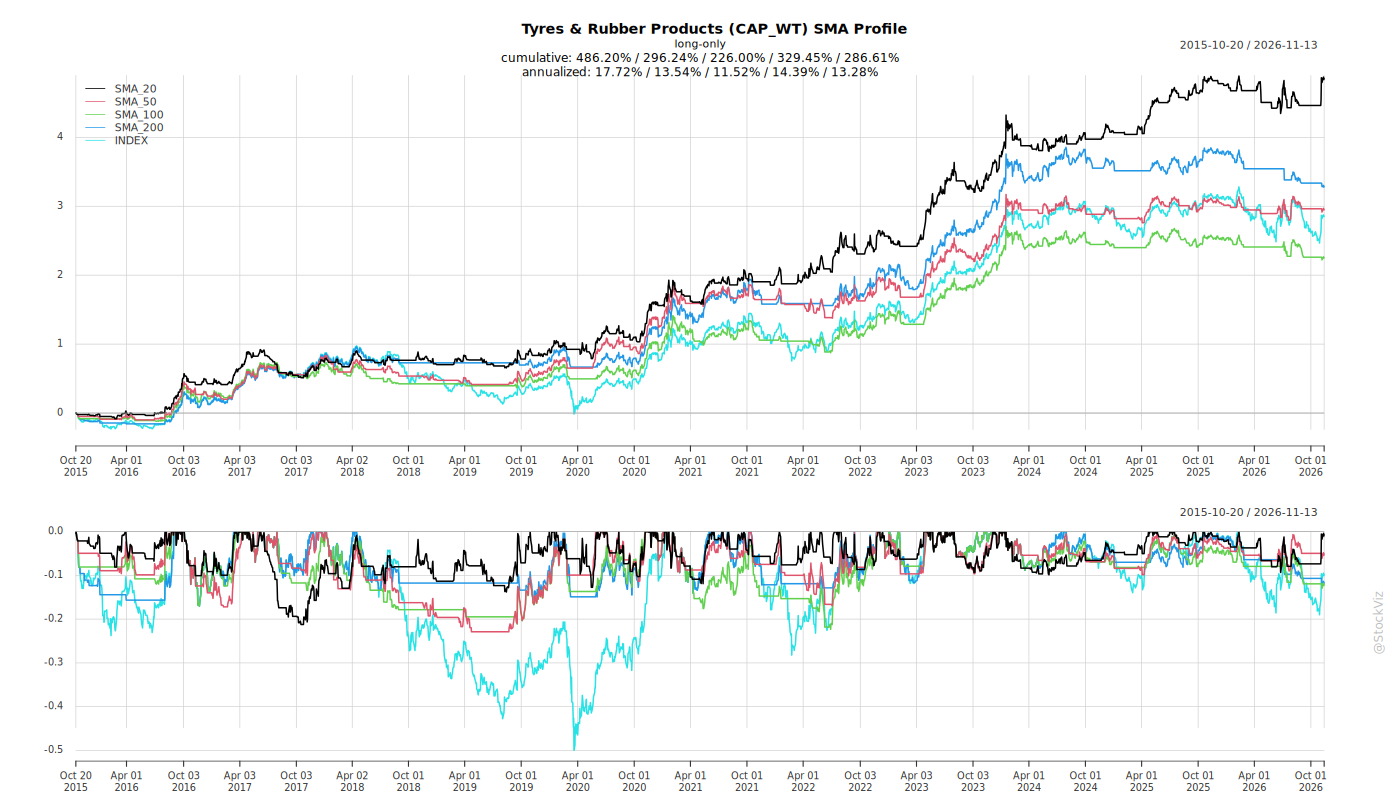 Tyres & Rubber Products (CAP_WT) SMA Profile
long-only
cumulative: 486.20% / 296.24% / 226.00% / 329.45% / 286.61%
annualized: 17.72% / 13.54% / 11.52% / 14.39% / 13.28%
2015-10-20 / 2026-11-13
SMA_20
SMA_50
SMA_100
SMA_200
INDEX
4
3
2
1
0
Oct 20 Apr 01 Oct 03 Apr 03 Oct 03 Apr 02 Oct 01 Apr 01 Oct 01 Apr 01 Oct 01 Apr 01 Oct 01 Apr 01 Oct 03 Apr 03 Oct 03 Apr 01 Oct 01 Apr 01 Oct 01 Apr 01 Oct 01
2015 2016 2016 2017 2017 2018 2018 2019 2019 2020 2020 2021 2021 2022 2022 2023 2023 2024 2024 2025 2025 2026 2026
2015-10-20 / 2026-11-13
0.0
-0.1
-0.2
-0.3
-0.4
-0.5
Oct 20 Apr 01 Oct 03 Apr 03 Oct 03 Apr 02 Oct 01 Apr 01 Oct 01 Apr 01 Oct 01 Apr 01 Oct 01 Apr 01 Oct 03 Apr 03 Oct 03 Apr 01 Oct 01 Apr 01 Oct 01 Apr 01 Oct 01
2015 2016 2016 2017 2017 2018 2018 2019 2019 2020 2020 2021 2021 2022 2022 2023 2023 2024 2024 2025 2025 2026 2026
@StockViz